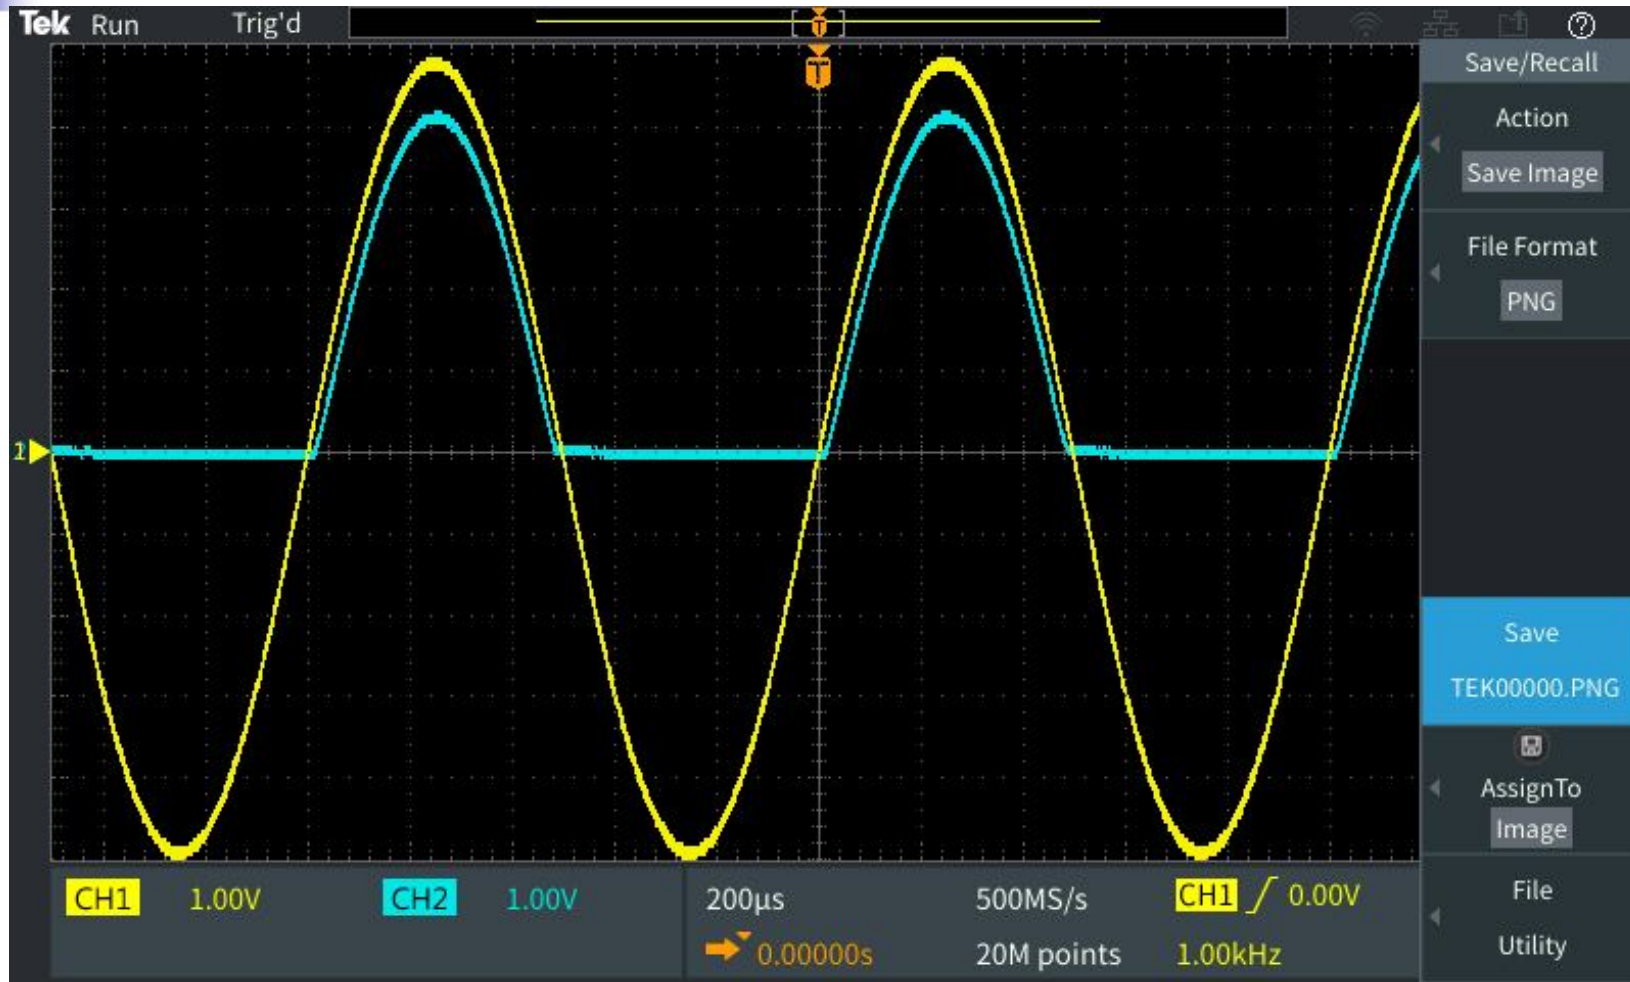 Tek Run Trig'd
T
T
Save/Recall
Action
Save Image
File Format
PNG
Save
TEK00000.PNG
AssignTo
Image
File
Utility
CH1 1.00V CH2 1.00V 200µs 500MS/s CH1 0.00V
0.00000s 20M points 1.00kHz